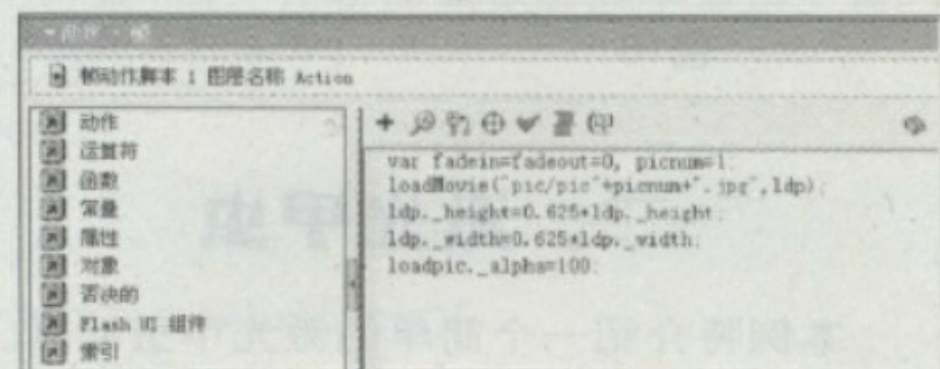 帧动作脚本 : 图层名称 Action
动作
运算符
函数
常量
属性
对象
否决的
Flash UI 组件
索引
var fadein=fadeout=0, picnum=1;
loadMovie("pic/pic"+picnum+".jpg",ldp);
ldp._height=0.625*ldp._height;
ldp._width=0.625*ldp._width;
loadpic._alpha=100;